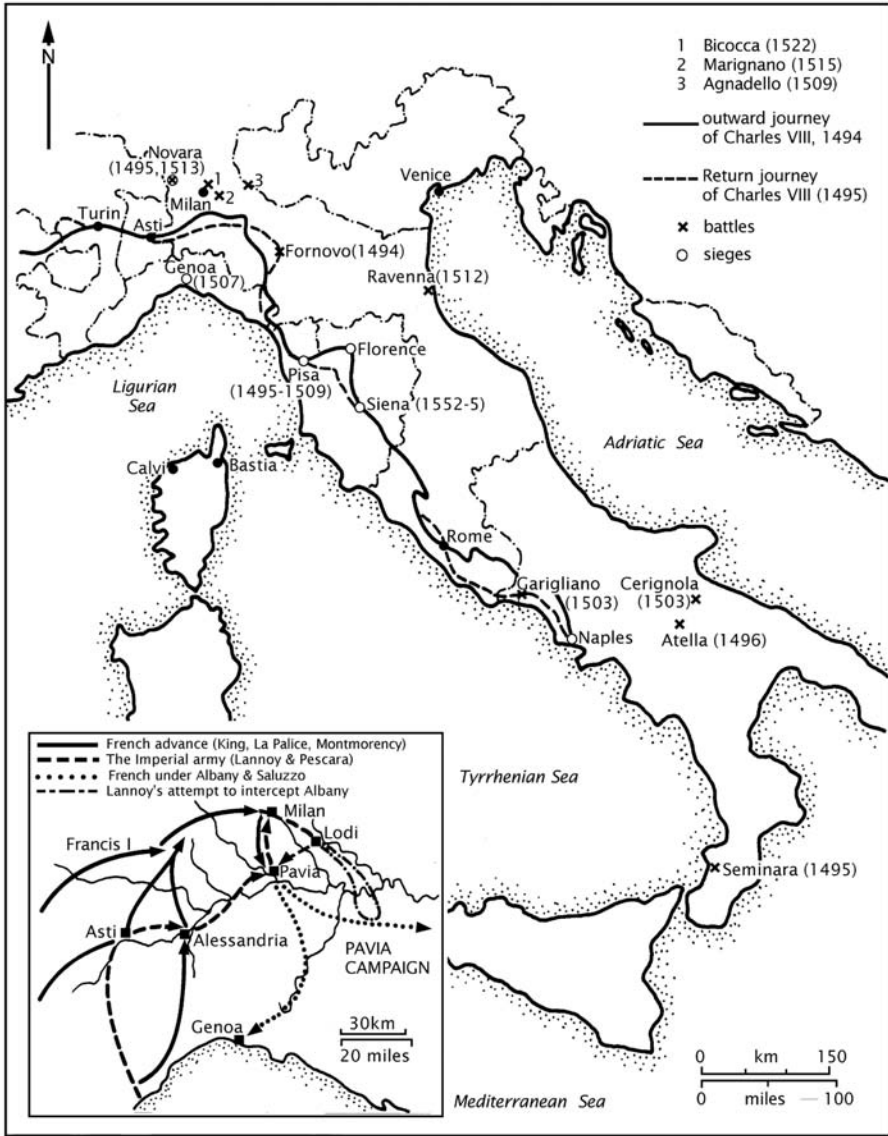 N
1 Bicocca (1522)
2 Marignano (1515)
3 Agnadello (1509)
outward journey
of Charles VIII, 1494
Return journey
of Charles VIII (1495)
battles
sieges
Novara
(1495,1513)
1
2
3
Milan
Venice
Turin
Asti
Fornovo(1494)
Genoa
(1507)
Ravenna(1512)
Florence
Pisa
(1495-1509)
Siena (1552-5)
Ligurian
Sea
Adriatic Sea
Calvi
Bastia
Rome
Garigliano
(1503)
Cerignola
(1503)
Atella (1496)
Naples
Tyrrhenian Sea
Seminara (1495)
Mediterranean Sea
0 km 150
0 miles 100
French advance (King, La Palice, Montmorency)
The Imperial army (Lannoy & Pescara)
French under Albany & Saluzzo
Lannoy's attempt to intercept Albany
Milan
Lodi
Francis I
Pavia
Asti
Alessandria
PAVIA
CAMPAIGN
Genoa
30km
20 miles